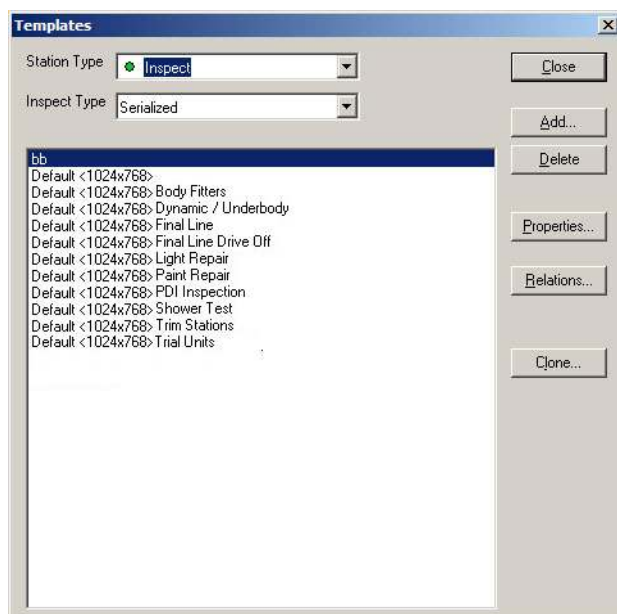 Templates
Station Type
Inspect
Close
Inspect Type
Serialized
Add...
bb
Delete
Default <1024x768>
Default <1024x768> Body Fitters
Default <1024x768> Dynamic / Underbody
Default <1024x768> Final Line
Properties...
Default <1024x768> Final Line Drive Off
Default <1024x768> Light Repair
Default <1024x768> Paint Repair
Relations...
Default <1024x768> PDI Inspection
Default <1024x768> Shower Test
Default <1024x768> Trim Stations
Default <1024x768> Trial Units
Clone...